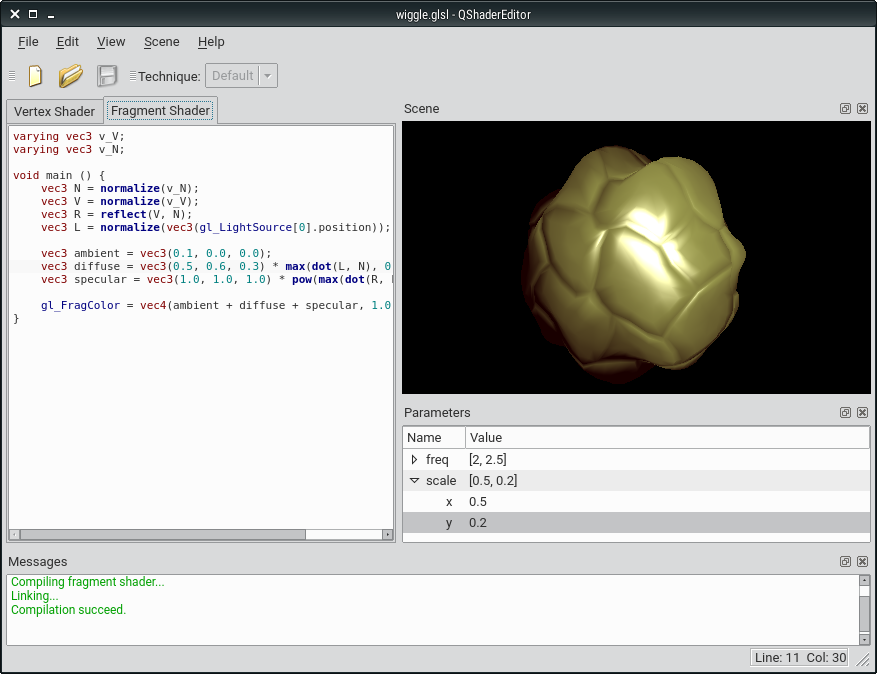 wiggle.glsl - QShaderEditor
File Edit View Scene Help
Technique: Default
Vertex Shader Fragment Shader
varying vec3 v_V;
varying vec3 v_N;
void main () {
vec3 N = normalize(v_N);
vec3 V = normalize(v_V);
vec3 R = reflect(V, N);
vec3 L = normalize(vec3(gl_LightSource[0].position));
vec3 ambient = vec3(0.1, 0.0, 0.0);
vec3 diffuse = vec3(0.5, 0.6, 0.3) * max(dot(L, N), 0
vec3 specular = vec3(1.0, 1.0, 1.0) * pow(max(dot(R,
gl_FragColor = vec4(ambient + diffuse + specular, 1.0
}
Scene
Parameters
Name Value
freq [2, 2.5]
scale [0.5, 0.2]
x 0.5
y 0.2
Messages
Compiling fragment shader...
Linking...
Compilation succeed.
Line: 11 Col: 30